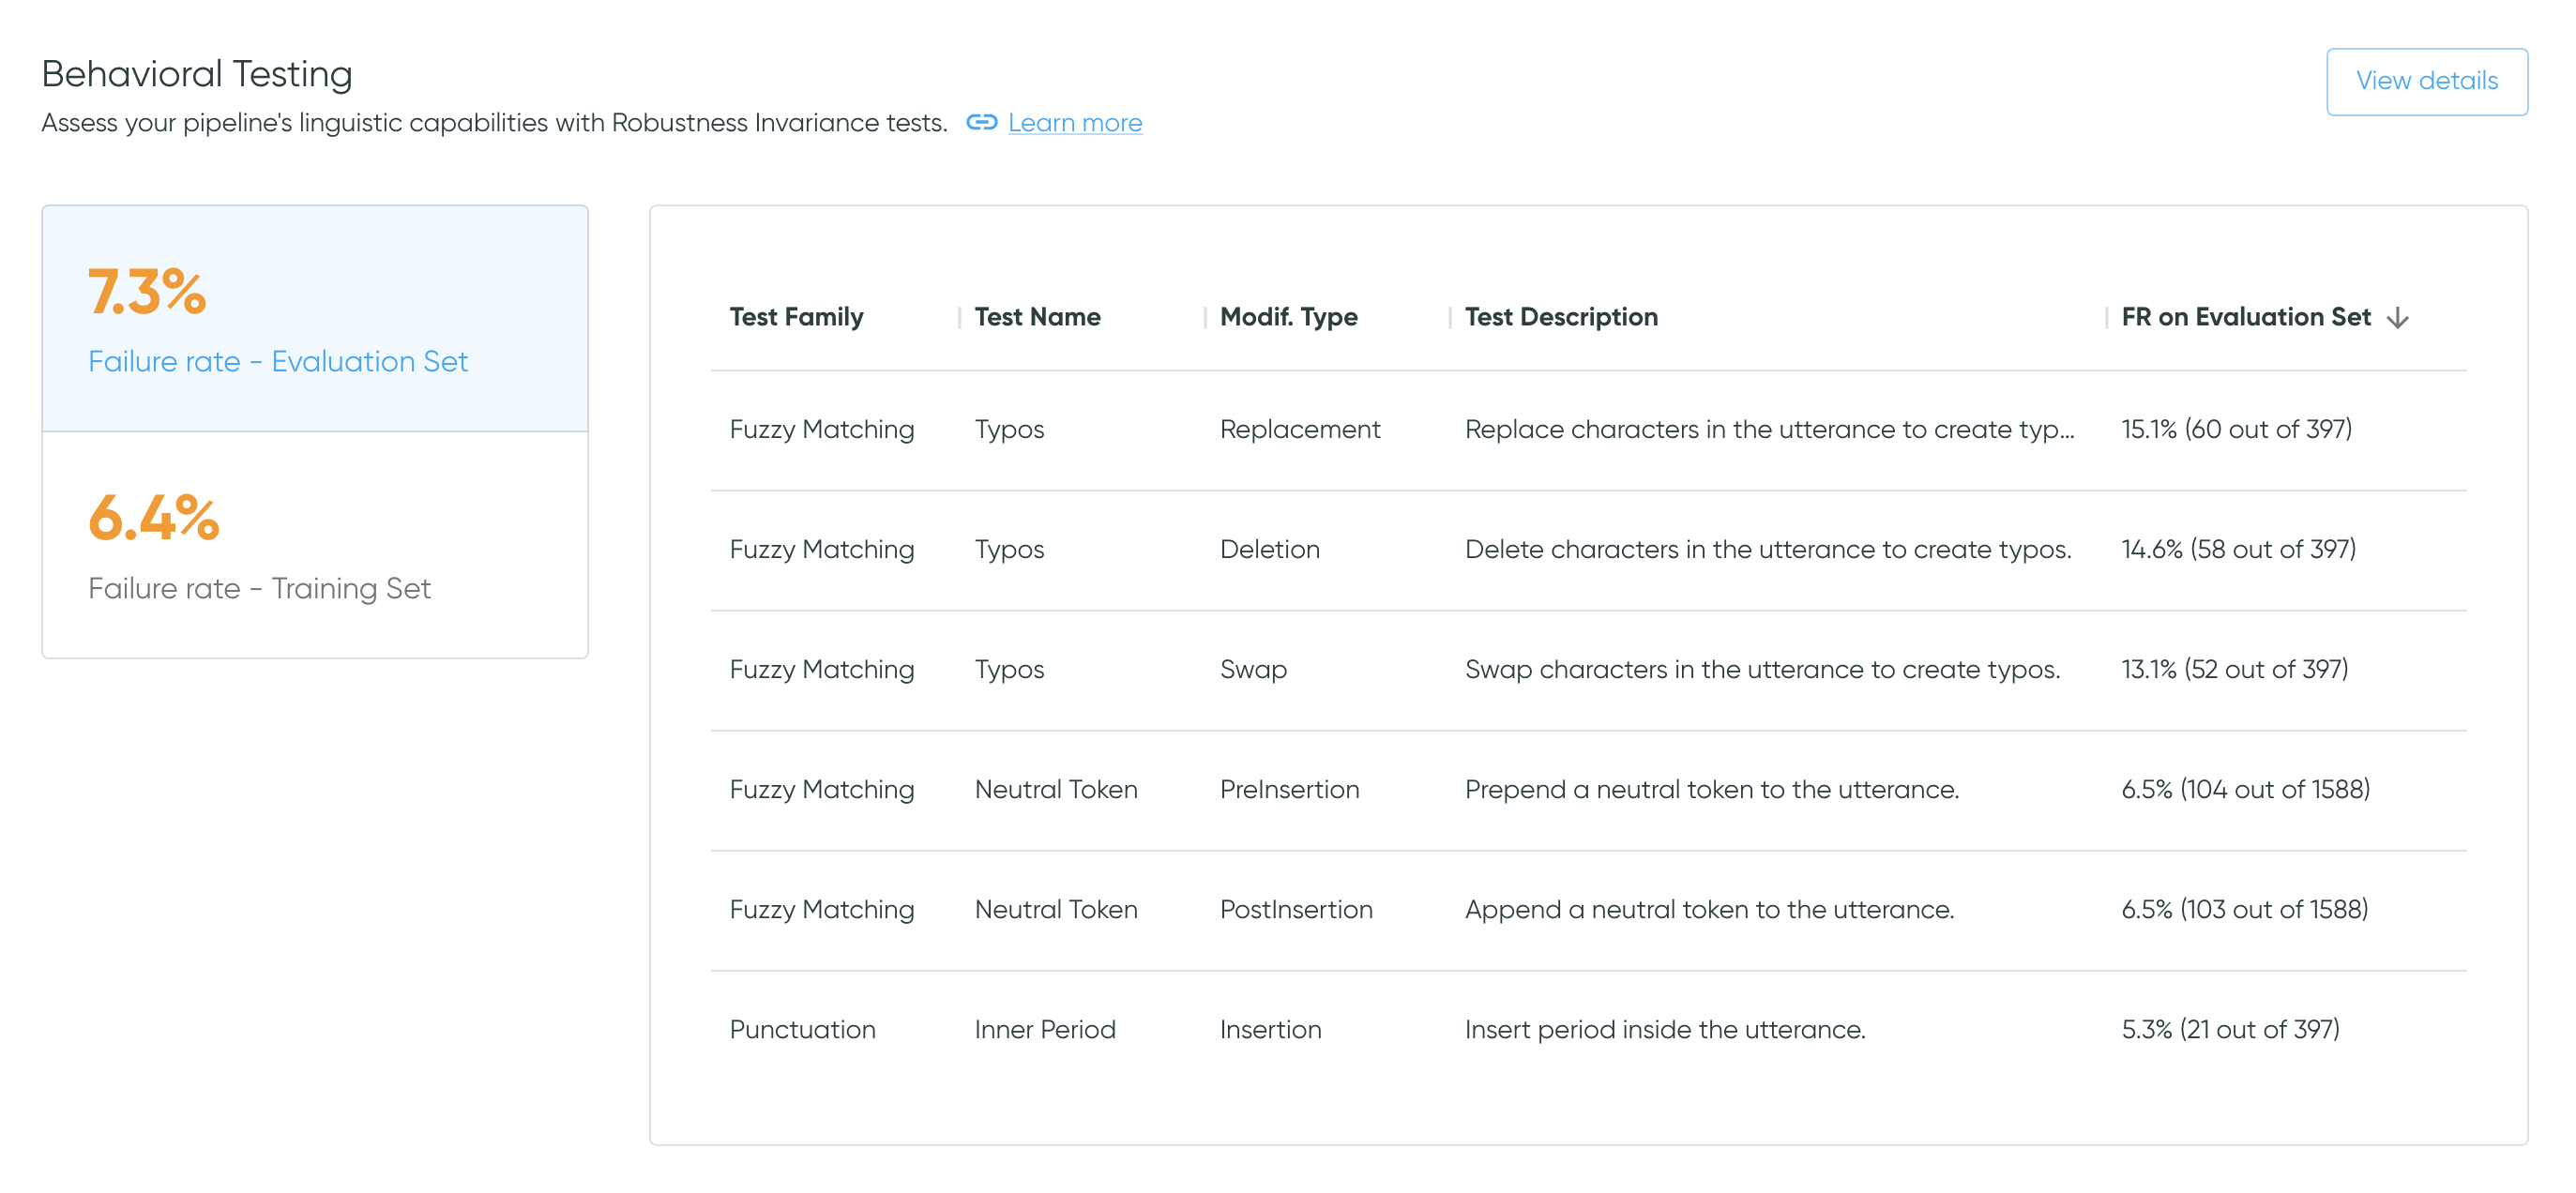 Behavioral Testing
View details
Assess your pipeline's linguistic capabilities with Robustness Invariance tests. Learn more
7.3%
Failure rate - Evaluation Set
6.4%
Failure rate - Training Set
Test Family Test Name Modif. Type Test Description FR on Evaluation Set
Fuzzy Matching Typos Replacement Replace characters in the utterance to create typ... 15.1% (60 out of 397)
Fuzzy Matching Typos Deletion Delete characters in the utterance to create typos. 14.6% (58 out of 397)
Fuzzy Matching Typos Swap Swap characters in the utterance to create typos. 13.1% (52 out of 397)
Fuzzy Matching Neutral Token PreInsertion Prepend a neutral token to the utterance. 6.5% (104 out of 1588)
Fuzzy Matching Neutral Token PostInsertion Append a neutral token to the utterance. 6.5% (103 out of 1588)
Punctuation Inner Period Insertion Insert period inside the utterance. 5.3% (21 out of 397)